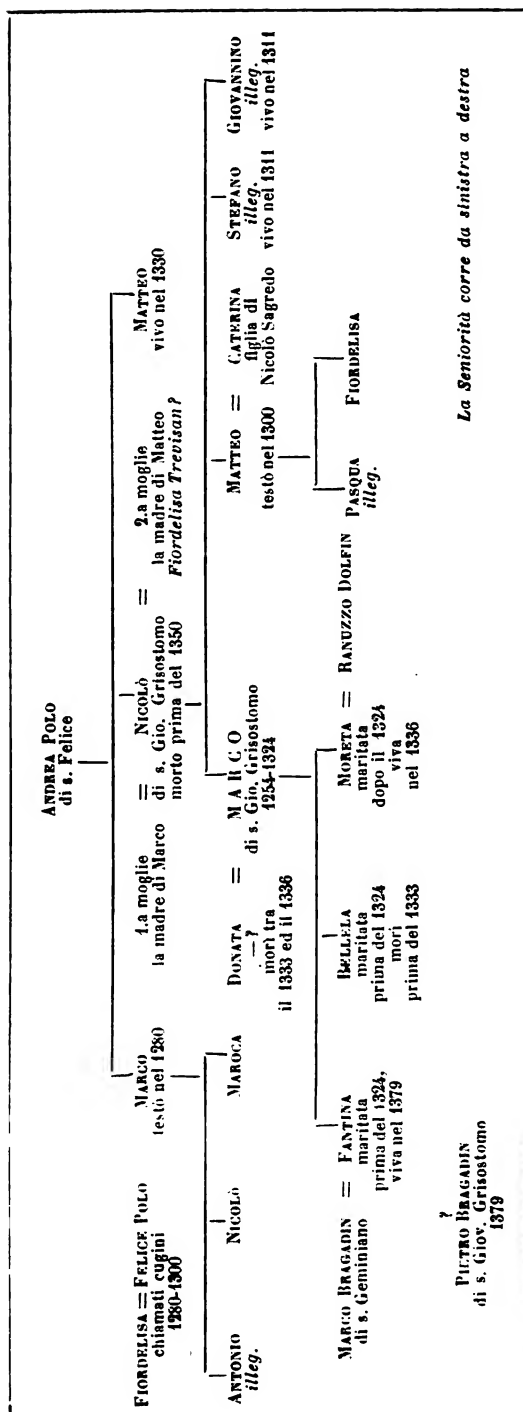 ANDREA POLO
di s. Felice
FIORDELISA = FELICE POLO
chiamati cugini
1280-1300
MARCO
testò nel 1280
1.a moglie
la madre di Marco
=
NICOLÒ
di s. Gio. Grisostomo
morto prima del 1350
=
2.a moglie
la madre di Matteo
Fiordelisa Trevisan?
MATTEO
vivo nel 1330
ANTONIO
illeg.
NICOLÒ
MAROCA
DONATA
—?
morì tra
il 1333 ed il 1336
=
MARCO
di s. Gio. Grisostomo
1254-1324
MATTEO
testò nel 1300
=
CATERINA
figlia di
Nicolò Sagredo
STEFANO
illeg.
vivo nel 1311
GIOVANNINO
illeg.
vivo nel 1311
MARCO BRAGADIN
di s. Geminiano
=
FANTINA
maritata
prima del 1324,
viva nel 1379
BELLELA
maritata
prima del 1324
morì
prima del 1333
MORETA
maritata
dopo il 1324
viva
nel 1336
=
RANUZZO DOLFIN
PASQUA
illeg.
FIORDELISA
?
PIETRO BRAGADIN
di s. Giov. Grisostomo
1379
La Seniorità corre da sinistra a destra